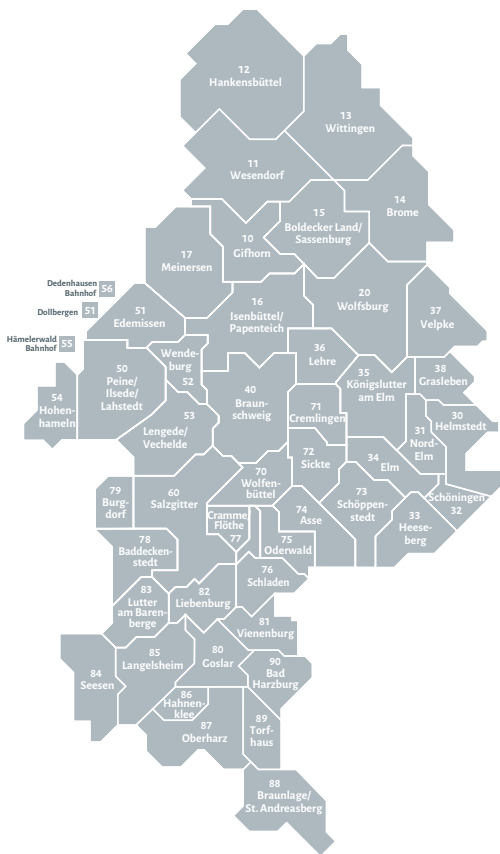 12
Hankensbüttel
13
Wittingen
11
Wesendorf
14
Brome
15
Boldecker Land/
Sassenburg
10
Gifhorn
17
Meinersen
Dedenhausen
Bahnhof
56
Dollbergen
51
51
Edemissen
16
Isenbüttel/
Papenteich
20
Wolfsburg
37
Velpke
Hämelerwald
Bahnhof
55
Wende-
burg
52
36
Lehre
50
Peine/
Ilsede/
Lahstedt
35
Königslutter
am Elm
38
Grasleben
54
Hohen-
hameln
40
Braun-
schweig
53
Lengede/
Vechelde
71
Cremlingen
30
Helmstedt
31
Nord-
Elm
72
Sickte
34
Elm
70
Wolfen-
büttel
79
Burg-
dorf
60
Salzgitter
73
Schöppen-
stedt
Schöningen
32
74
Asse
Cramme
Flöthe
77
33
Heese-
berg
78
Baddecken-
stedt
75
Oderwald
76
Schladen
83
Lutter
am Baren-
berge
82
Liebenburg
81
Vienenburg
85
Langelsheim
80
Goslar
84
Seesen
90
Bad
Harzburg
86
Hahnen-
klee
87
Oberharz
89
Torf-
haus
88
Braunlage/
St. Andreasberg